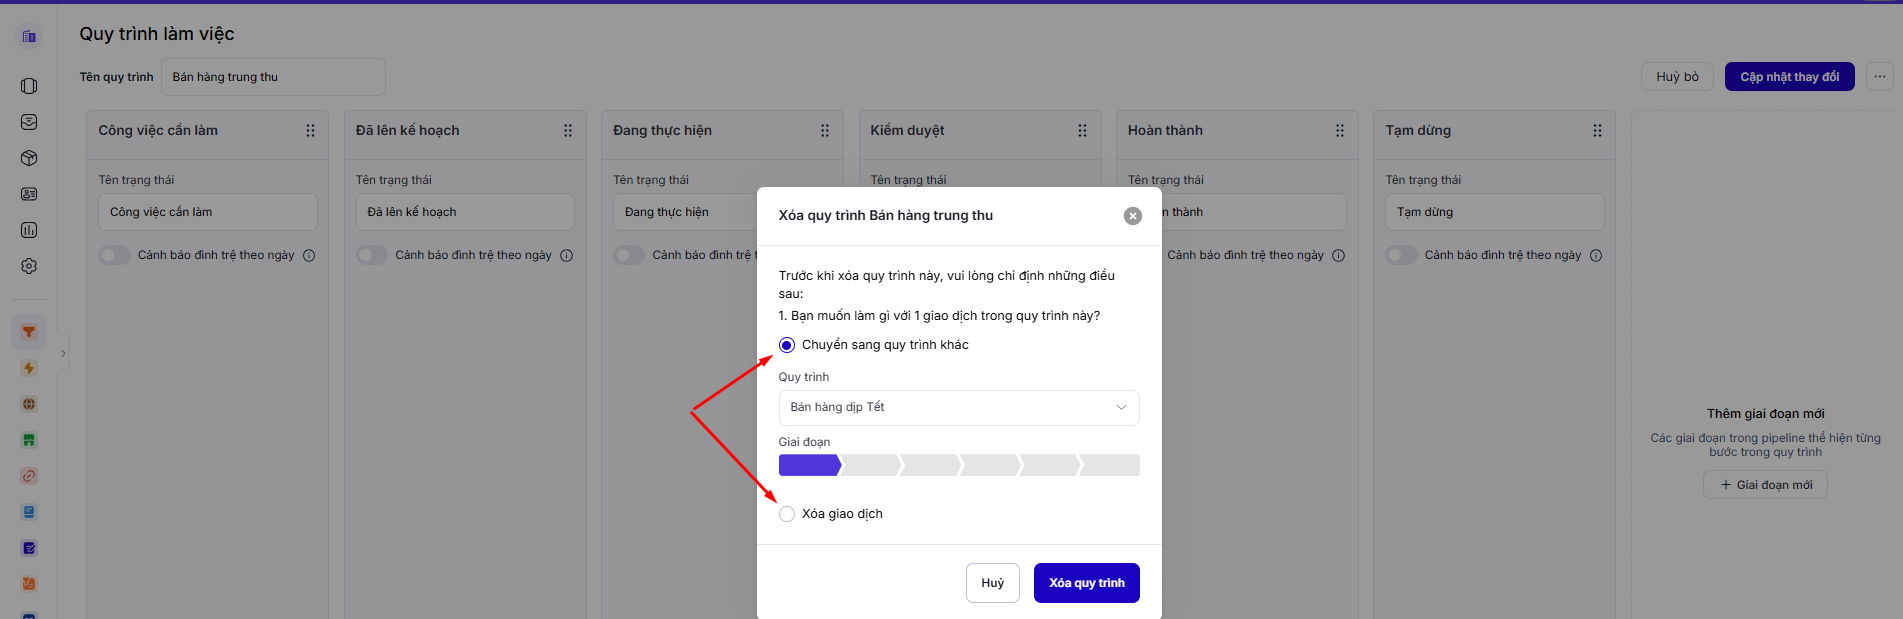 Quy trình làm việc
Tên quy trình
Bán hàng trung thu
Huỷ bỏ
Cập nhật thay đổi
Công việc cần làm
Đã lên kế hoạch
Đang thực hiện
Kiểm duyệt
Hoàn thành
Tạm dừng
Tên trạng thái
Tên trạng thái
Tên trạng thái
Tên trạng thái
Tên trạng thái
Tên trạng thái
Công việc cần làm
Đã lên kế hoạch
Đang thực hiện
n thành
Tạm dừng
Cảnh báo đình trệ theo ngày
Cảnh báo đình trệ theo ngày
Cảnh báo đình trệ t
Cảnh báo đình trệ theo ngày
Cảnh báo đình trệ theo ngày
Xóa quy trình Bán hàng trung thu
Trước khi xóa quy trình này, vui lòng chỉ định những điều
sau:
1. Bạn muốn làm gì với 1 giao dịch trong quy trình này?
Chuyển sang quy trình khác
Quy trình
Bán hàng dịp Tết
Giai đoạn
Xóa giao dịch
Huỷ
Xóa quy trình
Thêm giai đoạn mới
Các giai đoạn trong pipeline thể hiện từng
bước trong quy trình
+ Giai đoạn mới